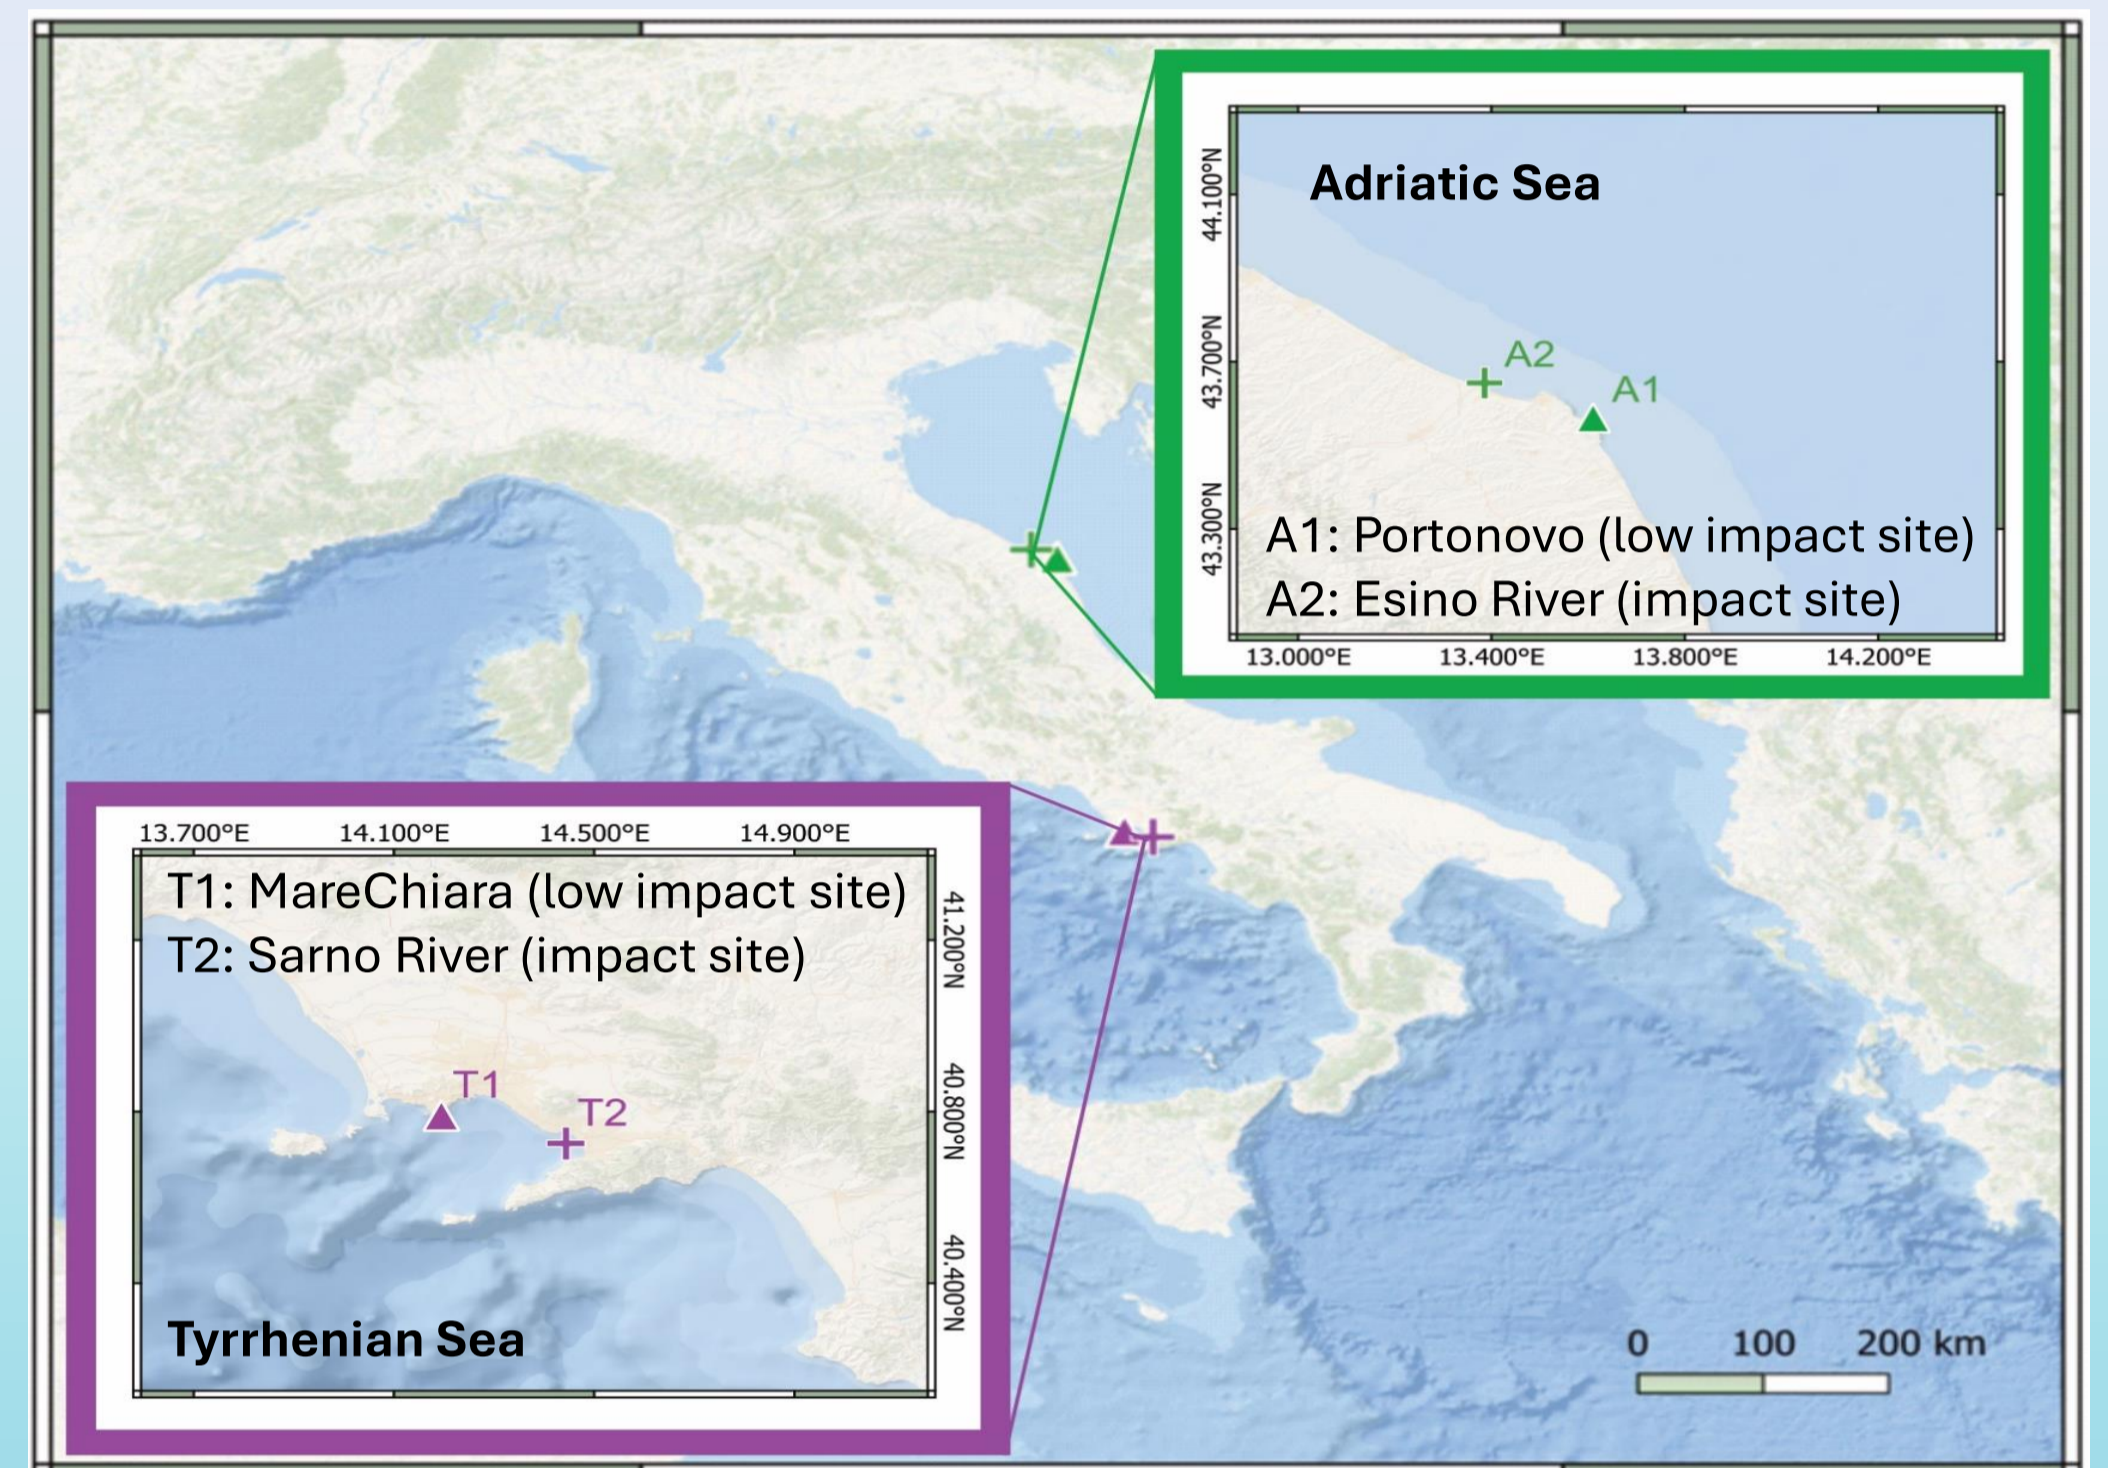 Adriatic Sea
44.100°N
43.700°N
43.300°N
A2
A1
A1: Portonovo (low impact site)
A2: Esino River (impact site)
13.000°E 13.400°E 13.800°E 14.200°E
13.700°E 14.100°E 14.500°E 14.900°E
T1: MareChiara (low impact site)
T2: Sarno River (impact site)
41.200°N
40.800°N
40.400°N
T1
T2
Tyrrhenian Sea
0 100 200 km